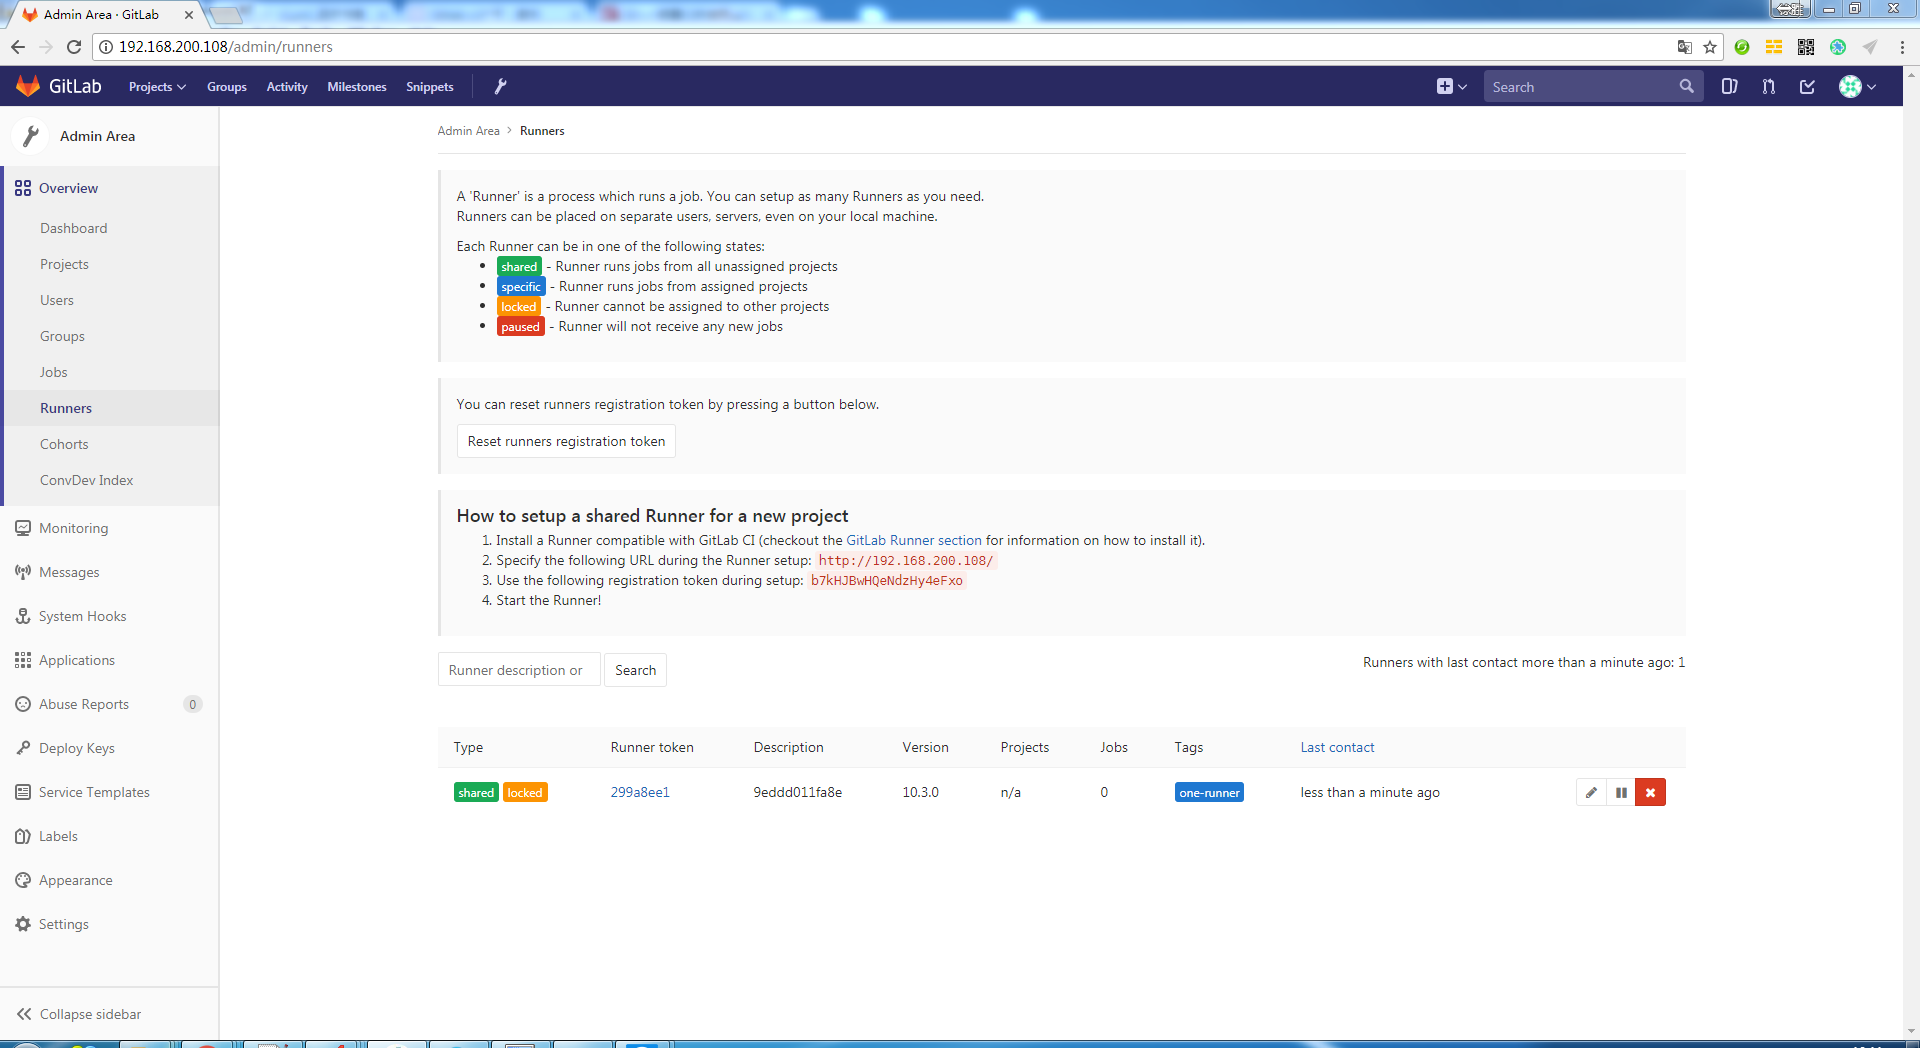 Admin Area · GitLab
192.168.200.108/admin/runners
GitLab
Projects
Groups
Activity
Milestones
Snippets
Search
Admin Area
Overview
Dashboard
Projects
Users
Groups
Jobs
Runners
Cohorts
ConvDev Index
Monitoring
Messages
System Hooks
Applications
Abuse Reports 0
Deploy Keys
Service Templates
Labels
Appearance
Settings
Collapse sidebar
Admin Area > Runners
A 'Runner' is a process which runs a job. You can setup as many Runners as you need.
Runners can be placed on separate users, servers, even on your local machine.
Each Runner can be in one of the following states:
• shared - Runner runs jobs from all unassigned projects
• specific - Runner runs jobs from assigned projects
• locked - Runner cannot be assigned to other projects
• paused - Runner will not receive any new jobs
You can reset runners registration token by pressing a button below.
Reset runners registration token
How to setup a shared Runner for a new project
1. Install a Runner compatible with GitLab CI (checkout the GitLab Runner section for information on how to install it).
2. Specify the following URL during the Runner setup: http://192.168.200.108/
3. Use the following registration token during setup: b7kHJBwHQeNdzHy4eFxo
4. Start the Runner!
Runner description or
Search
Runners with last contact more than a minute ago: 1
Type Runner token Description Version Projects Jobs Tags Last contact
shared locked 299a8ee1 9eddd011fa8e 10.3.0 n/a 0 one-runner less than a minute ago